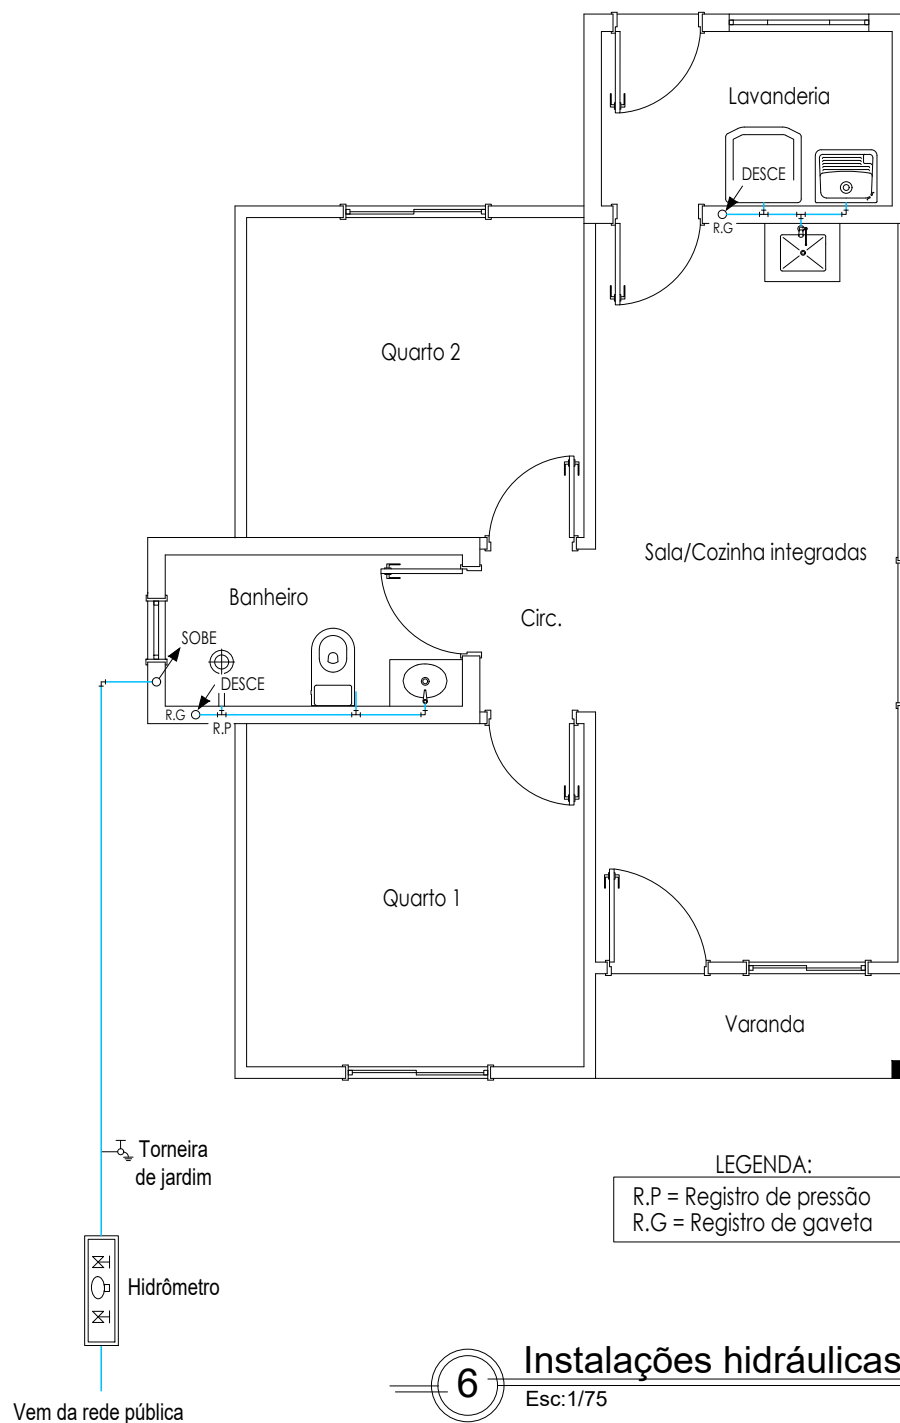 Lavanderia
DESCE
R.G
Quarto 2
Sala/Cozinha integradas
Banheiro
Circ.
SOBE
DESCE
R.G
R.P
Quarto 1
Varanda
Torneira
de jardim
LEGENDA:
R.P = Registro de pressão
R.G = Registro de gaveta
Hidrômetro
6
Instalações hidráulicas
Esc:1/75
Vem da rede pública